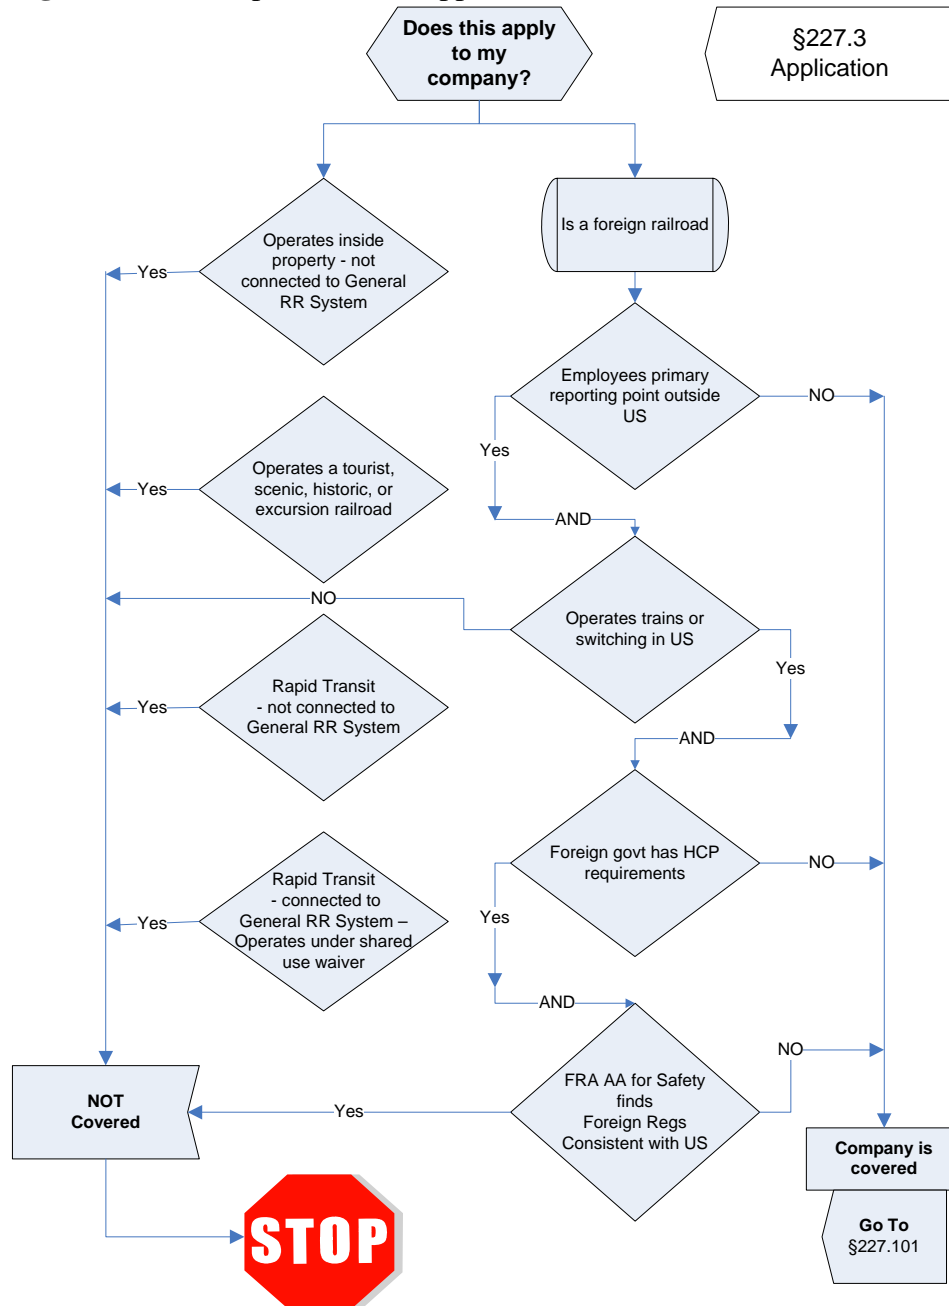 Does this apply
to my
company?
§227.3
Application
Operates inside
property - not
connected to General
RR System
Yes
Is a foreign railroad
Employees primary
reporting point outside
US
NO
Yes
Operates a tourist,
scenic, historic, or
excursion railroad
Yes
AND
NO
Operates trains or
switching in US
Yes
Rapid Transit
- not connected to
General RR System
Yes
AND
Foreign govt has HCP
requirements
NO
Yes
Rapid Transit
- connected to
General RR System –
Operates under shared
use waiver
Yes
AND
NO
FRA AA for Safety
finds
Foreign Regs
Consistent with US
Yes
NOT
Covered
Company is
covered
Go To
§227.101
STOP